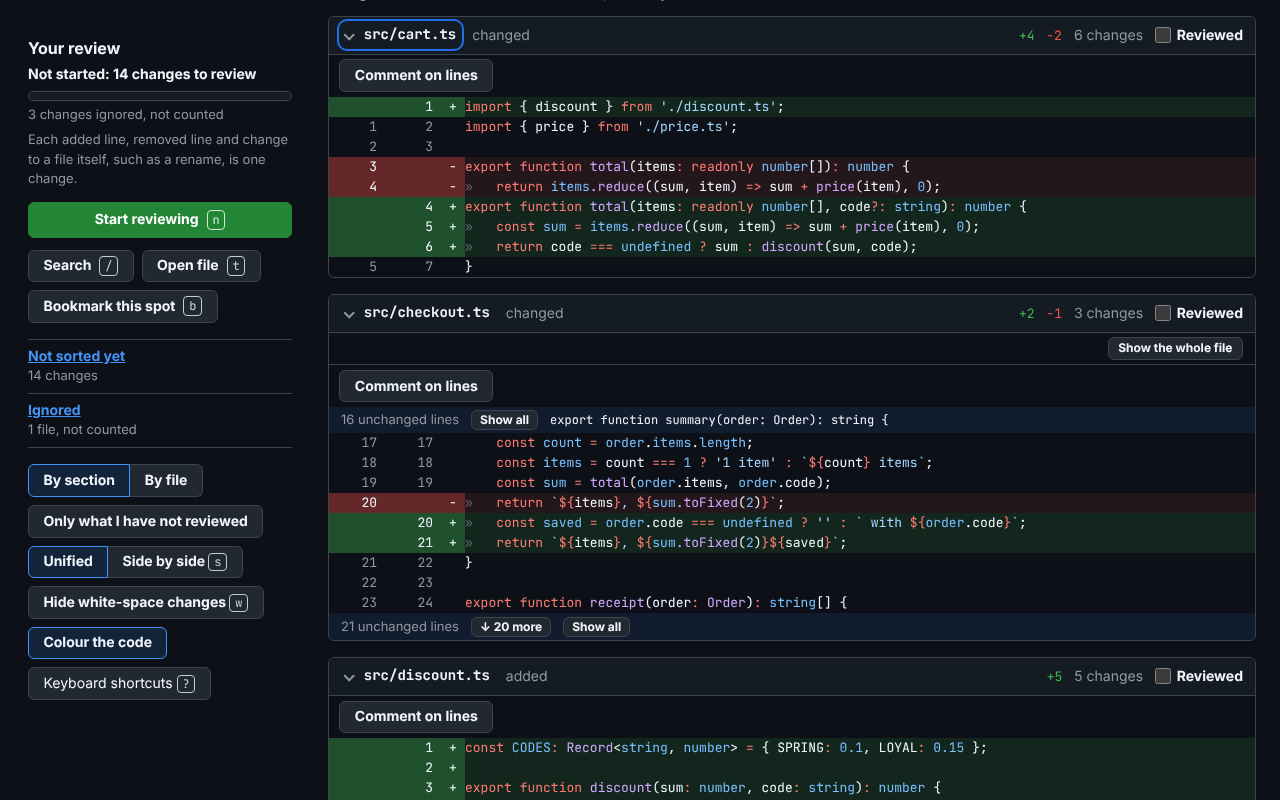 Your review
Not started: 14 changes to review
3 changes ignored, not counted
Each added line, removed line and change
to a file itself, such as a rename, is one
change.
Start reviewing n
Search / Open file t
Bookmark this spot b
Not sorted yet
14 changes
Ignored
1 file, not counted
By section By file
Only what I have not reviewed
Unified Side by side s
Hide white-space changes w
Colour the code
Keyboard shortcuts ?
src/cart.ts changed +4 -2 6 changes Reviewed
Comment on lines
1 + import { discount } from './discount.ts';
1 2 import { price } from './price.ts';
2 3
3 - export function total(items: readonly number[]): number {
4 - » return items.reduce((sum, item) => sum + price(item), 0);
4 + export function total(items: readonly number[], code?: string): number {
5 + » const sum = items.reduce((sum, item) => sum + price(item), 0);
6 + » return code === undefined ? sum : discount(sum, code);
5 7 }
src/checkout.ts changed +2 -1 3 changes Reviewed
Show the whole file
Comment on lines
16 unchanged lines Show all export function summary(order: Order): string {
17 17 const count = order.items.length;
18 18 const items = count === 1 ? '1 item' : `${count} items`;
19 19 const sum = total(order.items, order.code);
20 - » return `${items}, ${sum.toFixed(2)}`;
20 + » const saved = order.code === undefined ? '' : ` with ${order.code}`;
21 + » return `${items}, ${sum.toFixed(2)}${saved}`;
21 22 }
22 23
23 24 export function receipt(order: Order): string[] {
21 unchanged lines ↓ 20 more Show all
src/discount.ts added +5 5 changes Reviewed
Comment on lines
1 + const CODES: Record<string, number> = { SPRING: 0.1, LOYAL: 0.15 };
2 +
3 + export function discount(sum: number, code: string): number {